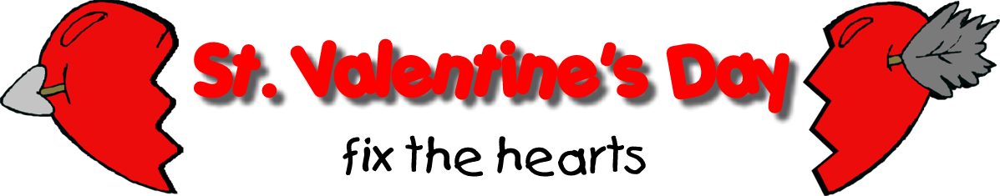 St. Valentine's Day
fix the hearts